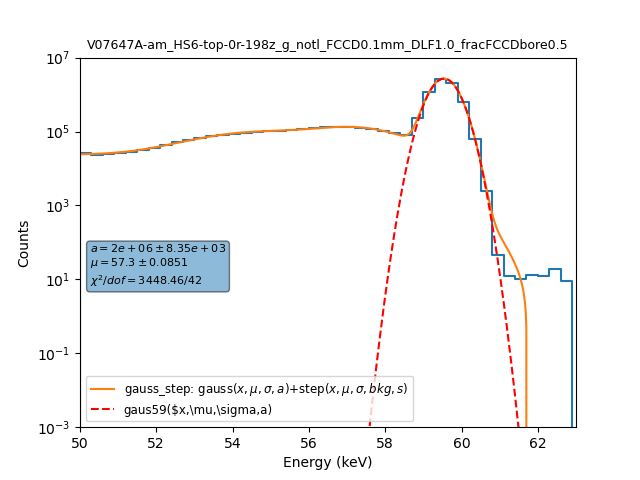 V07647A-am_HS6-top-0r-198z_g_notl_FCCD0.1mm_DLF1.0_fracFCCDbore0.5
10^7
10^5
10^3
10^1
10^−1
10^−3
Counts
a = 2e + 06 ± 8.35e + 03
μ = 57.3 ± 0.0851
χ²/dof = 3448.46/42
gauss_step: gauss(x, μ, σ, a)+step(x, μ, σ, bkg, s)
gaus59($x,\mu,\sigma,a)
50 52 54 56 58 60 62
Energy (keV)